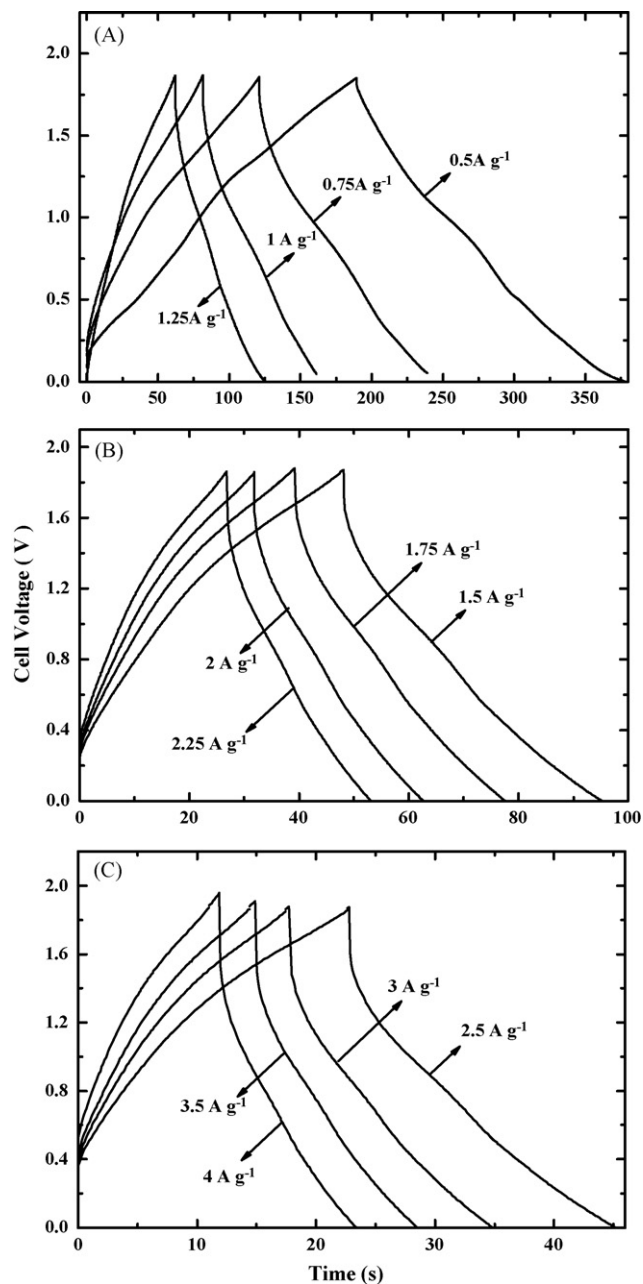 (A)
2.0
1.5
1.0
0.5
0.0
0.5A g-1
0.75A g-1
1 A g-1
1.25A g-1
0 50 100 150 200 250 300 350
(B)
2.0
1.6
1.2
0.8
0.4
0.0
1.75 A g-1
1.5 A g-1
2 A g-1
2.25 A g-1
0 20 40 60 80 100
Cell Voltage ( V )
(C)
2.0
1.6
1.2
0.8
0.4
0.0
3 A g-1
2.5 A g-1
3.5 A g-1
4 A g-1
0 10 20 30 40
Time (s)